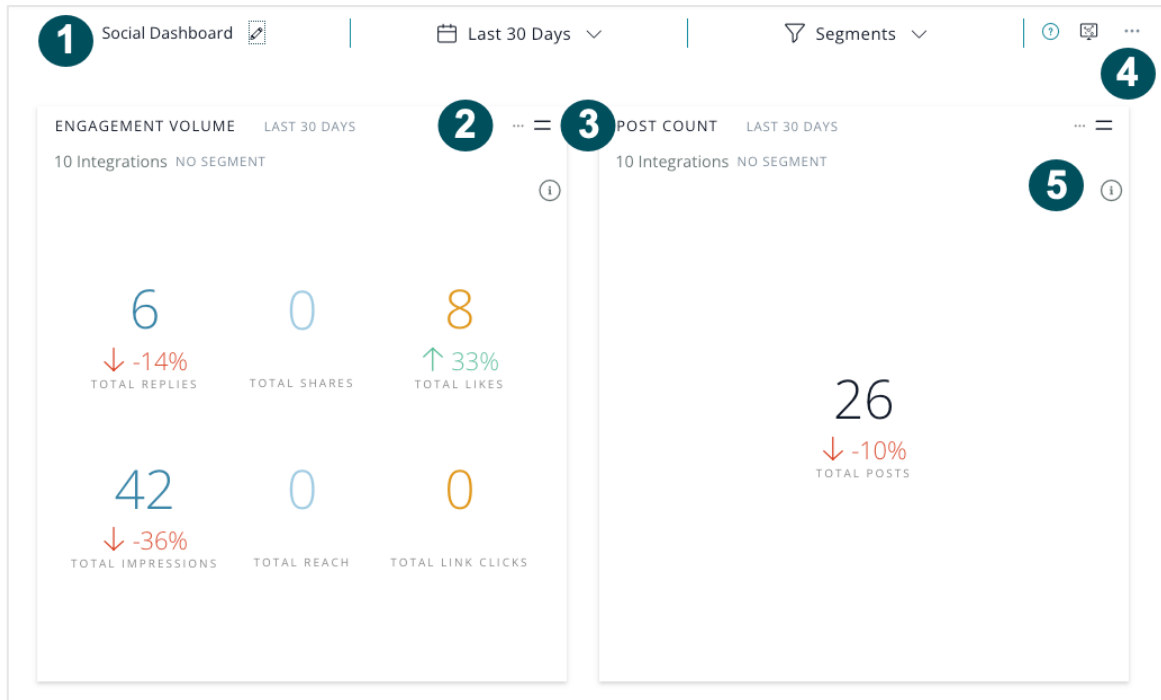 1 Social Dashboard Last 30 Days Segments ?
4
ENGAGEMENT VOLUME LAST 30 DAYS 2 ... 3 POST COUNT LAST 30 DAYS ...
10 Integrations NO SEGMENT 10 Integrations NO SEGMENT
i 5 i
6 0 8
-14% 33%
TOTAL REPLIES TOTAL SHARES TOTAL LIKES
26
-10%
TOTAL POSTS
42 0 0
-36%
TOTAL IMPRESSIONS TOTAL REACH TOTAL LINK CLICKS